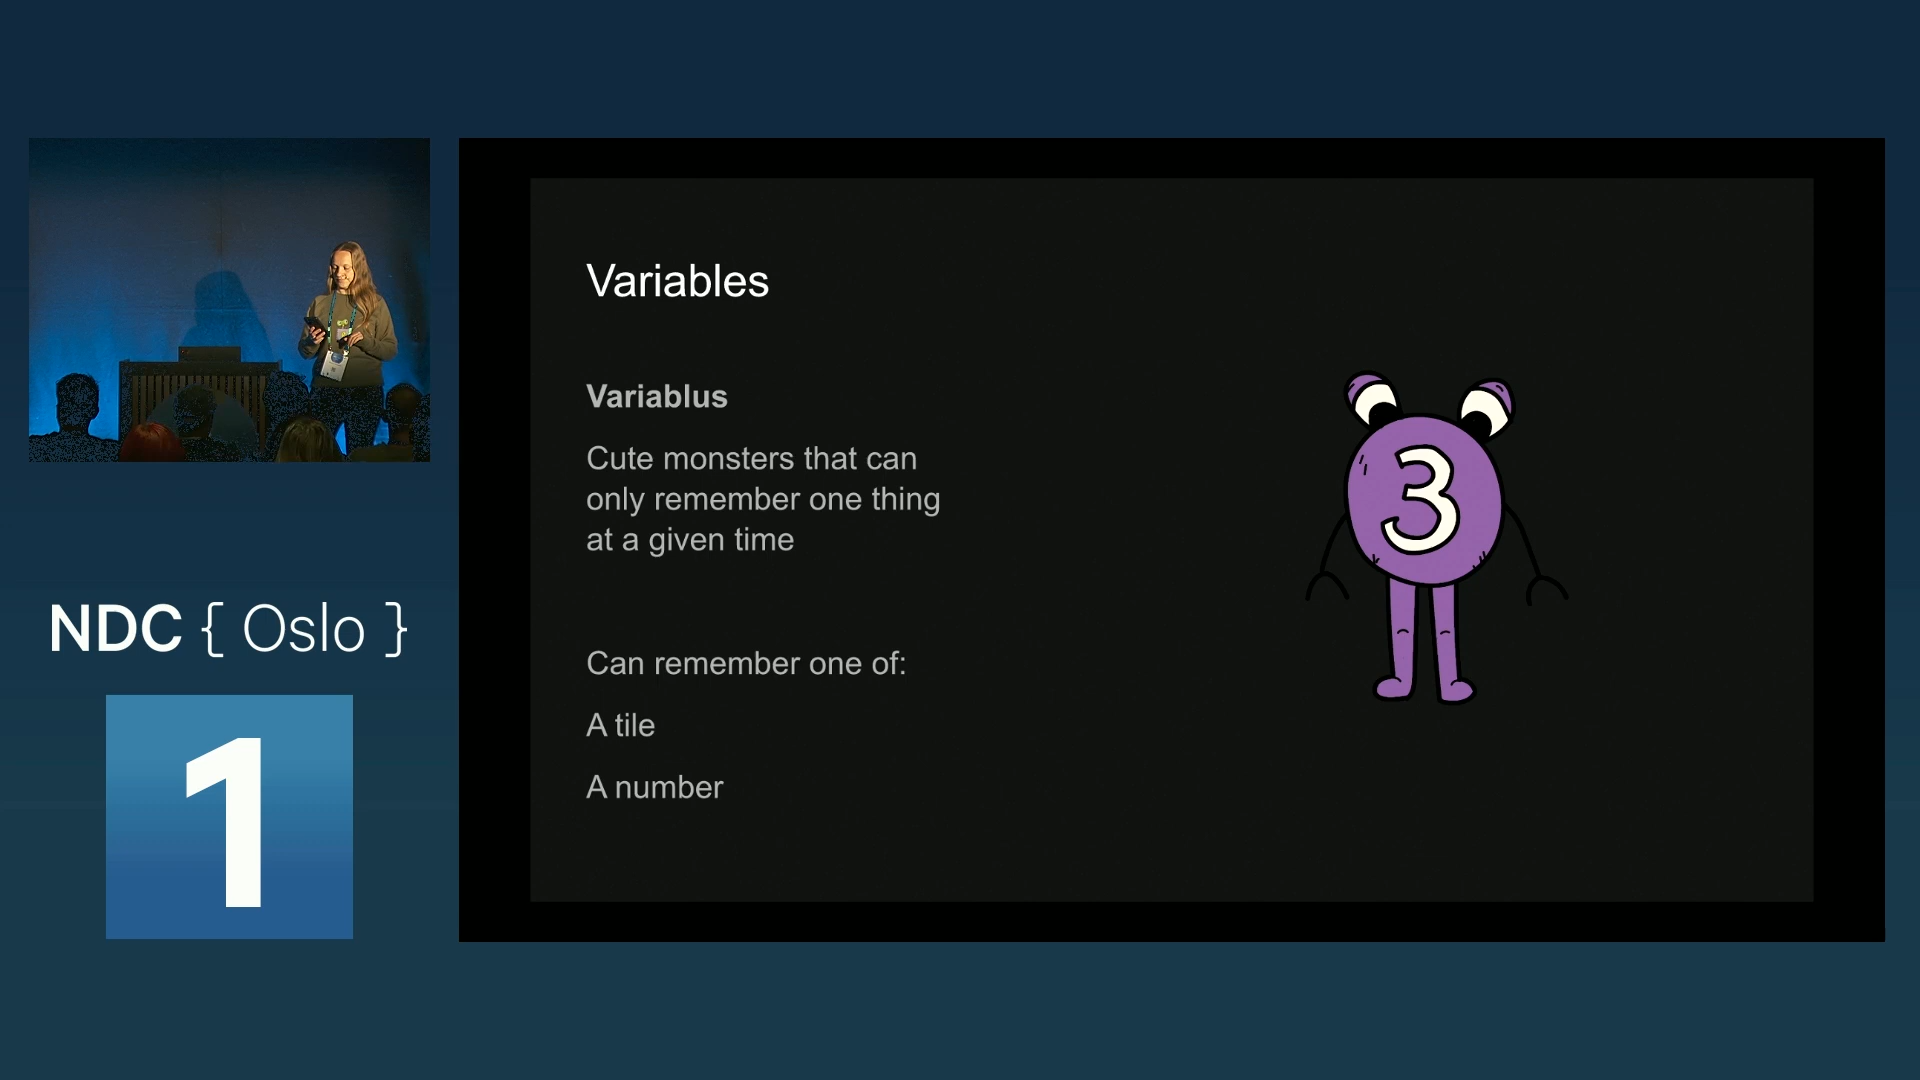 Variables
Variablus
Cute monsters that can
only remember one thing
at a given time
Can remember one of:
A tile
A number
3
NDC { Oslo }
1